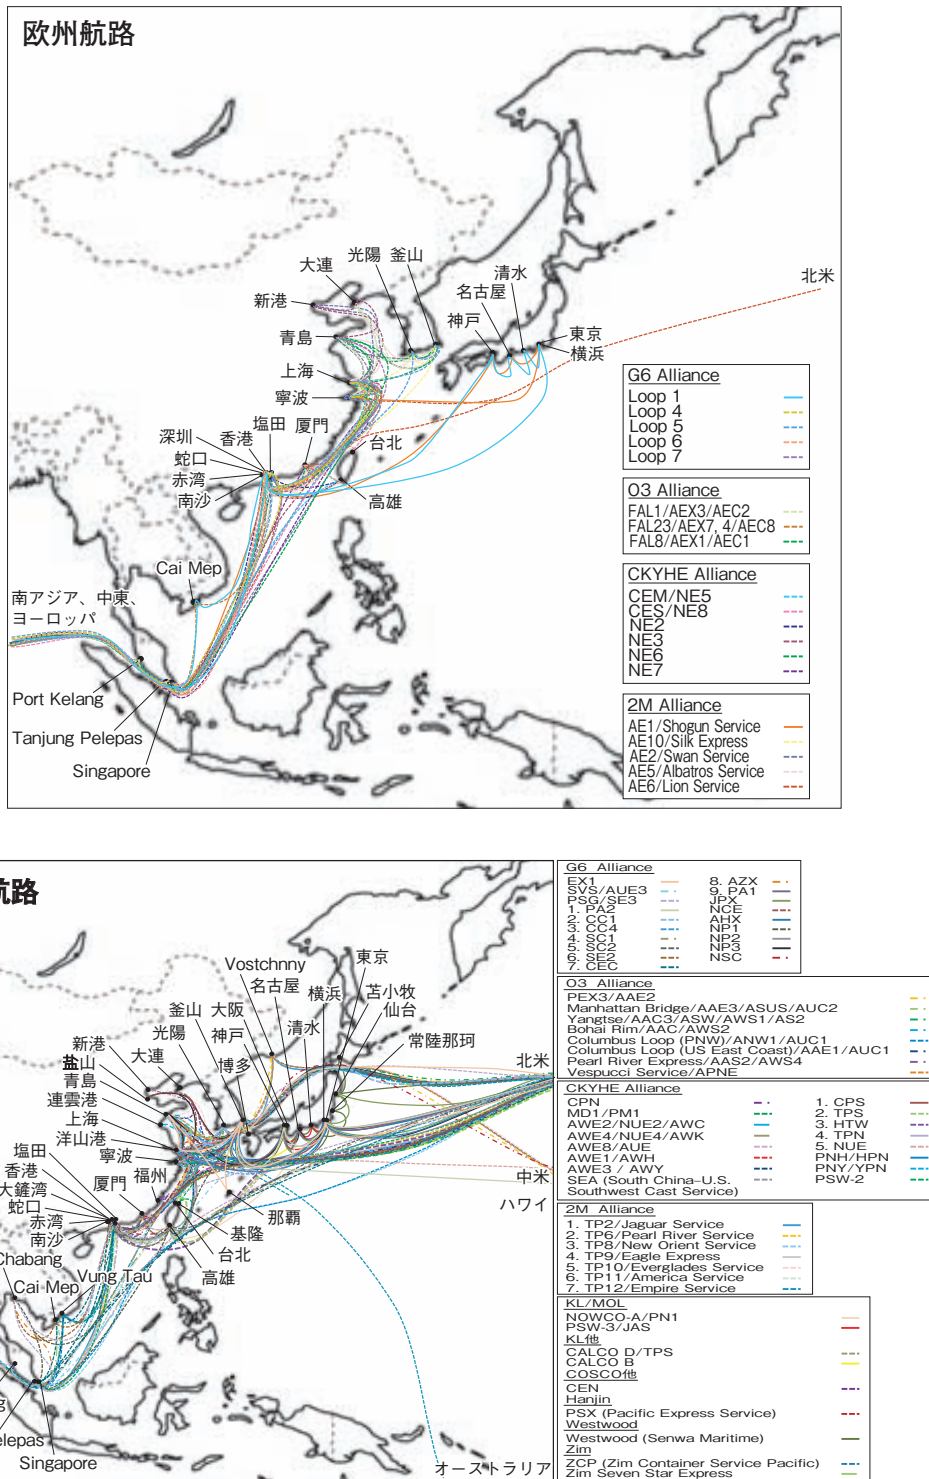 欧州航路
大連
光陽
釜山
新港
清水
名古屋
神戸
北米
青島
東京
横浜
上海
寧波
塩田
厦門
深圳
香港
蛇口
赤湾
南沙
台北
高雄
Cai Mep
南アジア、中東、
ヨーロッパ
Port Kelang
Tanjung Pelepas
Singapore
G6 Alliance
Loop 1
Loop 4
Loop 5
Loop 6
Loop 7
O3 Alliance
FAL1/AEX3/AEC2
FAL23/AEX7, 4/AEC8
FAL8/AEX1/AEC1
CKYHE Alliance
CEM/NE5
CES/NE8
NE2
NE3
NE6
NE7
2M Alliance
AE1/Shogun Service
AE10/Silk Express
AE2/Swan Service
AE5/Albatros Service
AE6/Lion Service
航路
Vostchnny
東京
名古屋
横浜
苫小牧
釜山
大阪
仙台
光陽
神戸
清水
常陸那珂
新港
大連
博多
盐山
青島
北米
連雲港
上海
洋山港
塩田
寧波
香港
福州
中米
大鏟湾
厦門
蛇口
ハワイ
赤湾
那覇
南沙
基隆
Chabang
台北
Vung Tau
高雄
Cai Mep
g
elepas
Singapore
オーストラリア
G6 Alliance
EX1
SVS/AUE3
PSG/SE3
1. PA2
2. CC1
3. CC4
4. SC1
5. SC2
6. SE2
7. CEC
8. AZX
9. PA1
JPX
NCE
AHX
NP1
NP2
NP3
NSC
O3 Alliance
PEX3/AAE2
Manhattan Bridge/AAE3/ASUS/AUC2
Yangtse/AAC3/ASW/AWS1/AS2
Bohai Rim/AAC/AWS2
Columbus Loop (PNW)/ANW1/AUC1
Columbus Loop (US East Coast)/AAE1/AUC1
Pearl River Express/AAS2/AWS4
Vespucci Service/APNE
CKYHE Alliance
CPN
MD1/PM1
AWE2/NUE2/AWC
AWE4/NUE4/AWK
AWE8/AUE
AWE1/AWH
AWE3 / AWY
SEA (South China–U.S.
Southwest Cast Service)
1. CPS
2. TPS
3. HTW
4. TPN
5. NUE
PNH/HPN
PNY/YPN
PSW-2
2M Alliance
1. TP2/Jaguar Service
2. TP6/Pearl River Service
3. TP8/New Orient Service
4. TP9/Eagle Express
5. TP10/Everglades Service
6. TP11/America Service
7. TP12/Empire Service
KL/MOL
NOWCO-A/PN1
PSW-3/JAS
KL他
CALCO D/TPS
CALCO B
COSCO他
CEN
Hanjin
PSX (Pacific Express Service)
Westwood
Westwood (Senwa Maritime)
Zim
ZCP (Zim Container Service Pacific)
Zim Seven Star Express